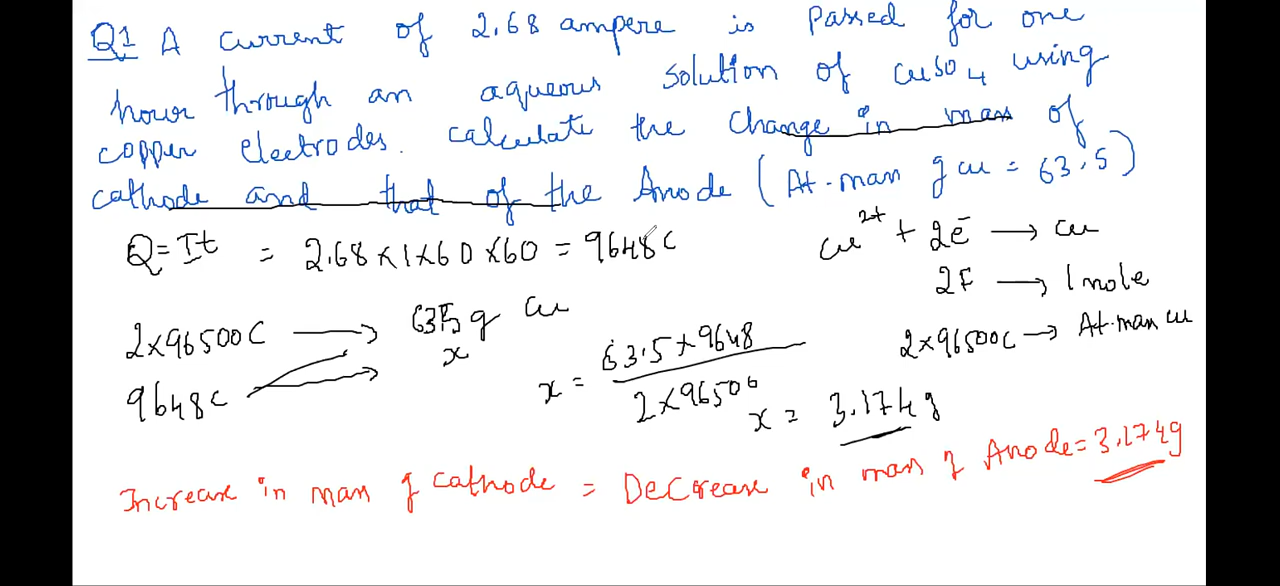 Q1 A current of 2.68 ampere is passed for one
hour through an aqueous solution of CuSO4 using
copper electrodes. calculate the change in mass of
cathode and that of the Anode (At. mass of Cu = 63.5)
Q = It = 2.68 × 1 × 60 × 60 = 9648 C
Cu²⁺ + 2e⁻ → Cu
2F → 1 mole
2×96500C → At. mass Cu
2×96500C → 63.5 g Cu
9648C → x
x = 63.5 × 9648 / 2×96500
x = 3.174 g
Increase in mass of cathode = Decrease in mass of Anode = 3.174g